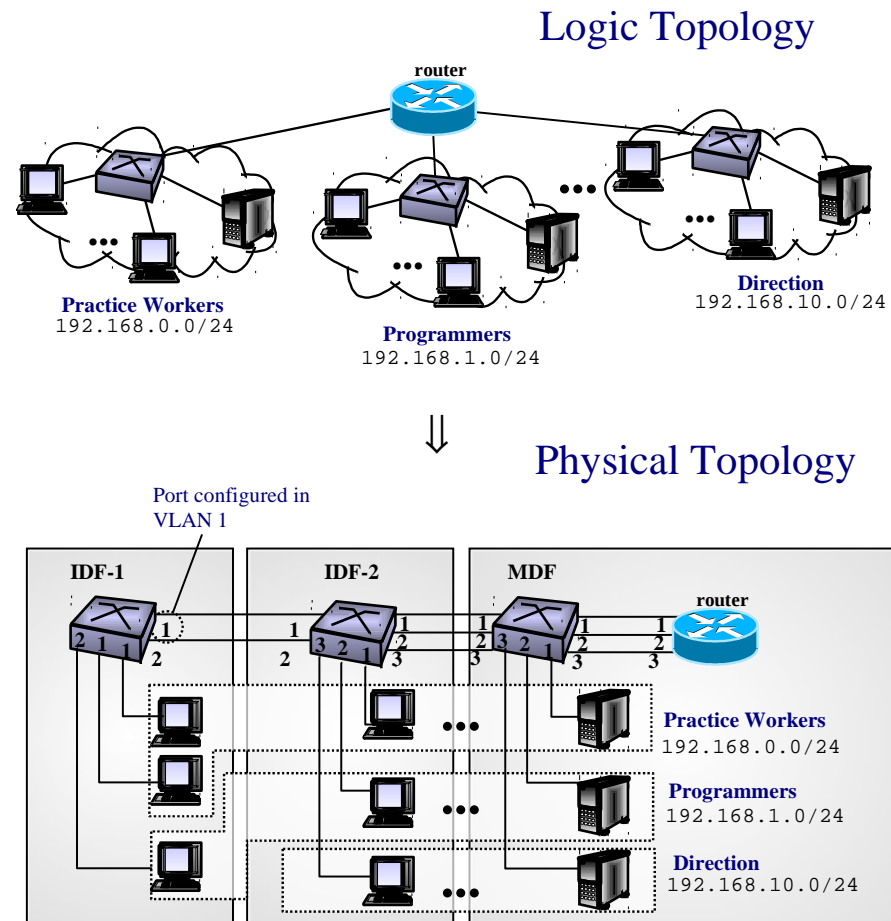 Logic Topology
router
Practice Workers
192.168.0.0/24
Programmers
192.168.1.0/24
Direction
192.168.10.0/24
Physical Topology
Port configured in
VLAN 1
IDF-1
IDF-2
MDF
router
1
2
2 1 1
1
2
1
2
3
3 2 1
1
2
3
3 2 1
1
2
3
1
2
3
Practice Workers
192.168.0.0/24
Programmers
192.168.1.0/24
Direction
192.168.10.0/24